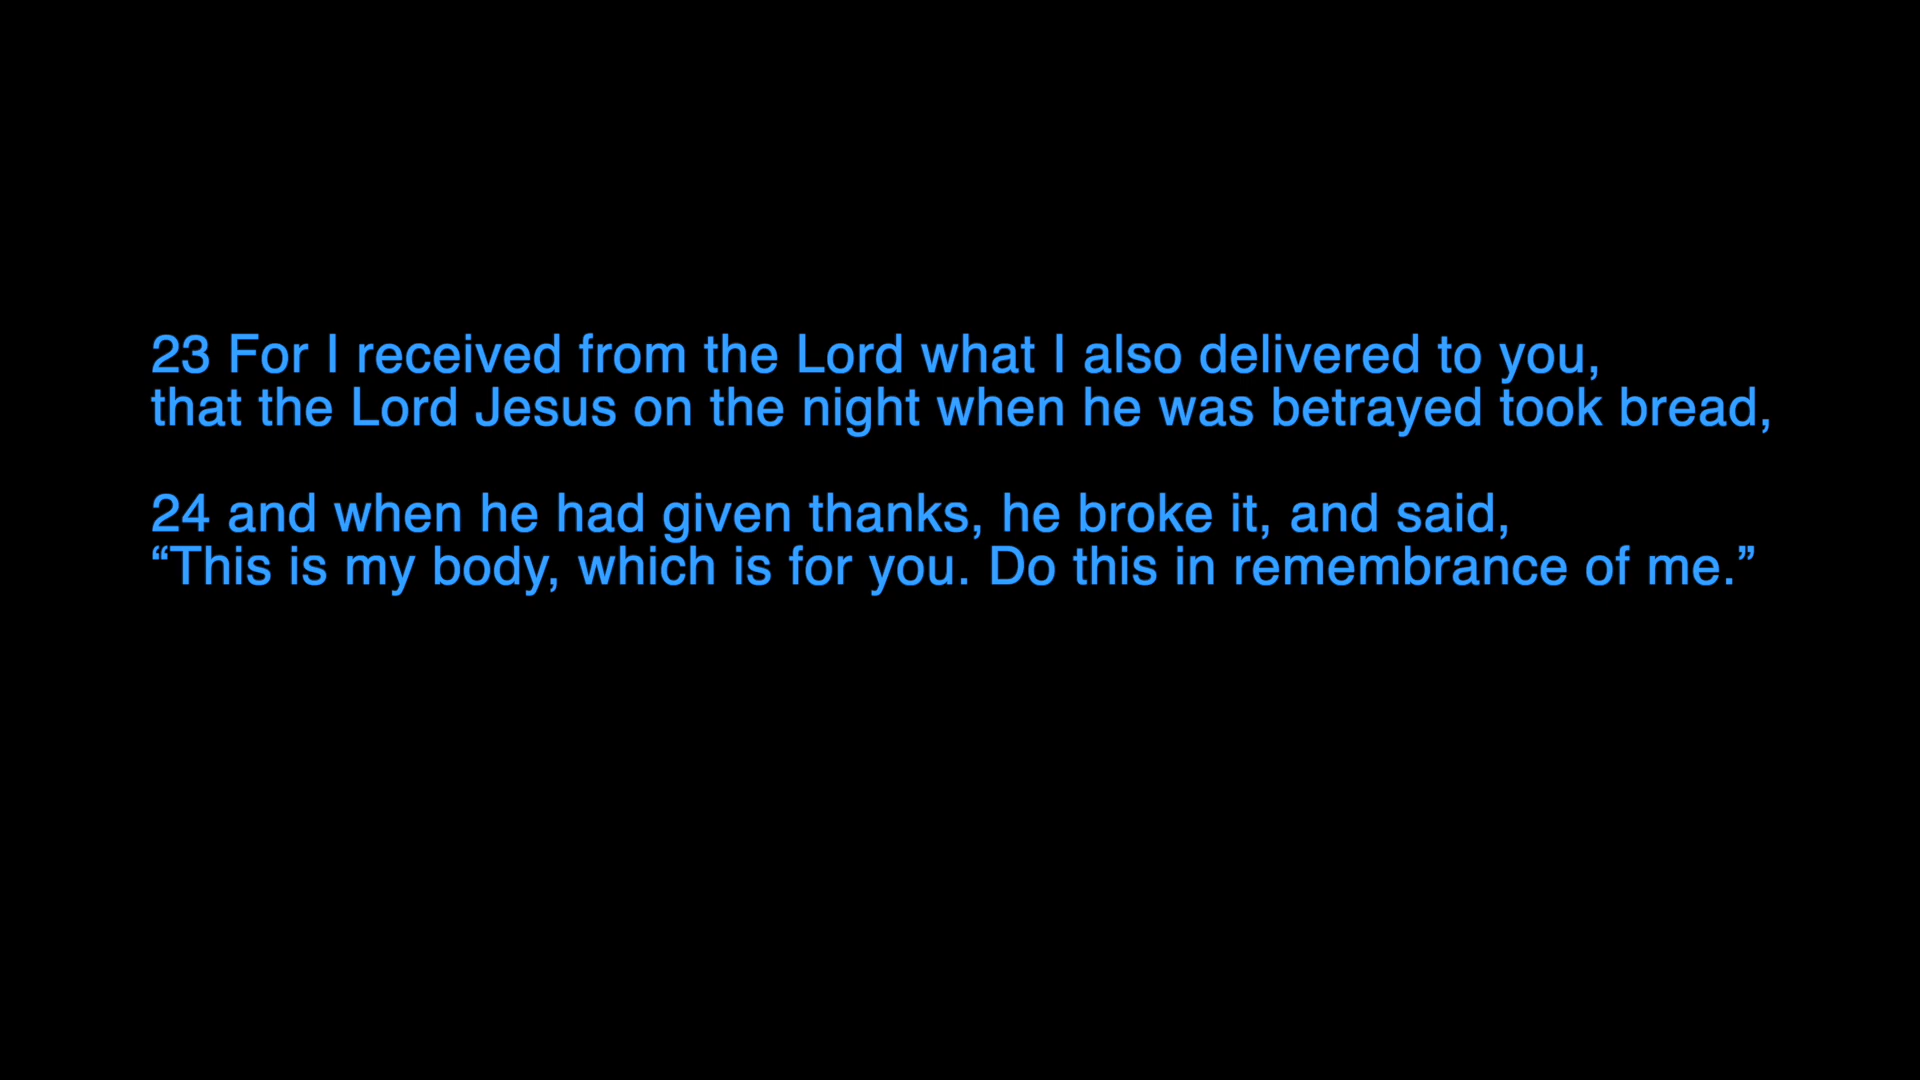 23 For I received from the Lord what I also delivered to you,
that the Lord Jesus on the night when he was betrayed took bread,
24 and when he had given thanks, he broke it, and said,
“This is my body, which is for you. Do this in remembrance of me.”